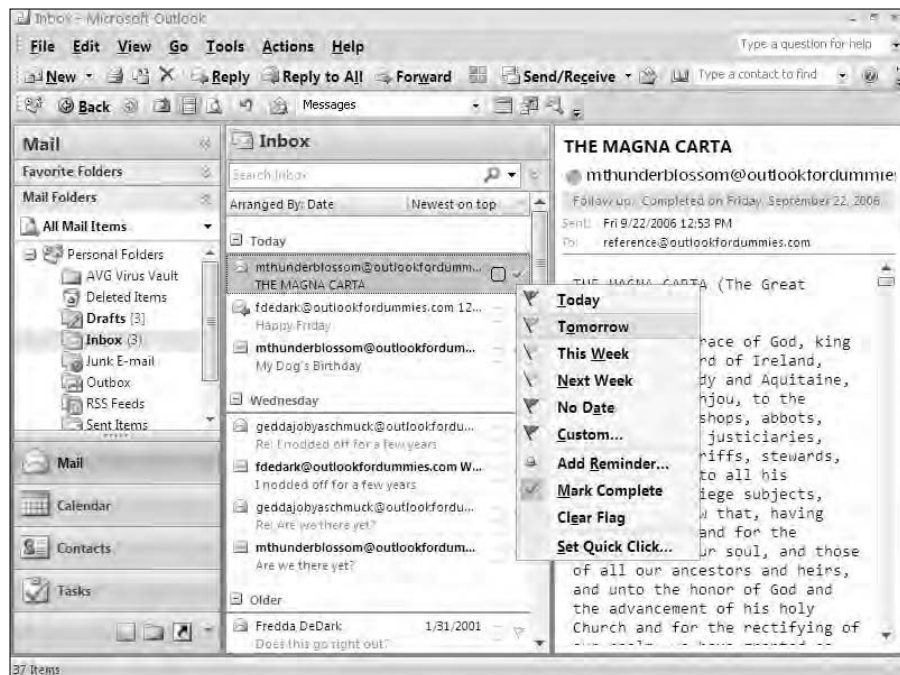 Inbox - Microsoft Outlook
File Edit View Go Tools Actions Help
Type a question for help
New Reply Reply to All Forward Send/Receive Type a contact to find
Back Messages
Mail
Favorite Folders
Mail Folders
All Mail Items
Personal Folders
AVG Virus Vault
Deleted Items
Drafts [3]
Inbox (3)
Junk E-mail
Outbox
RSS Feeds
Sent Items
Mail
Calendar
Contacts
Tasks
Inbox
Search Inbox
Arranged By: Date Newest on top
Today
mthunderblossom@outlookfordumm...
THE MAGNA CARTA
fdedark@outlookfordummies.com 12...
Happy Friday
mthunderblossom@outlookfordum...
My Dog's Birthday
Wednesday
geddajobyaschmuck@outlookfordu...
Re: I nodded off for a few years
fdedark@outlookfordummies.com W...
I nodded off for a few years
geddajobyaschmuck@outlookfordu...
Re: Are we there yet?
mthunderblossom@outlookfordum...
Are we there yet?
Older
Fredda DeDark 1/31/2001
Does this go right out?
Today
Tomorrow
This Week
Next Week
No Date
Custom...
Add Reminder...
Mark Complete
Clear Flag
Set Quick Click...
THE MAGNA CARTA
mthunderblossom@outlookfordummies
Follow up. Completed on Friday, September 22, 2006.
Sent: Fri 9/22/2006 12:53 PM
To: reference@outlookfordummies.com
THE MAGNA CARTA (The Great
of God, king
of Ireland,
and Aquitaine,
to the
abbots,
justiciaries,
stewards,
to all his
subjects,
that, having
and for the
soul, and those
of all our ancestors and heirs,
and unto the honor of God and
the advancement of his holy
Church and for the rectifying of
37 Items